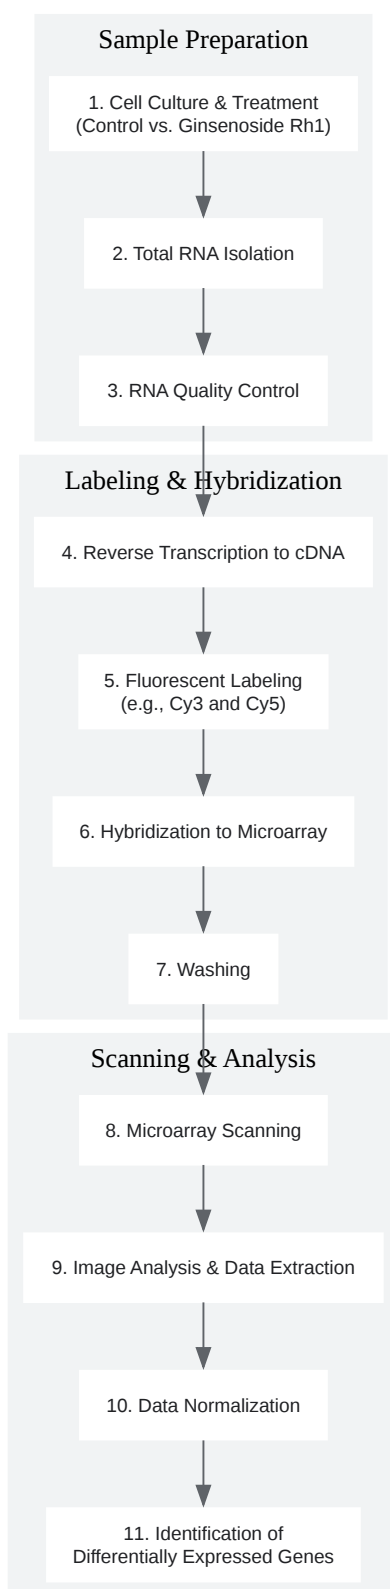 Sample Preparation
1. Cell Culture & Treatment
(Control vs. Ginsenoside Rh1)
2. Total RNA Isolation
3. RNA Quality Control
Labeling & Hybridization
4. Reverse Transcription to cDNA
5. Fluorescent Labeling
(e.g., Cy3 and Cy5)
6. Hybridization to Microarray
7. Washing
Scanning & Analysis
8. Microarray Scanning
9. Image Analysis & Data Extraction
10. Data Normalization
11. Identification of
Differentially Expressed Genes